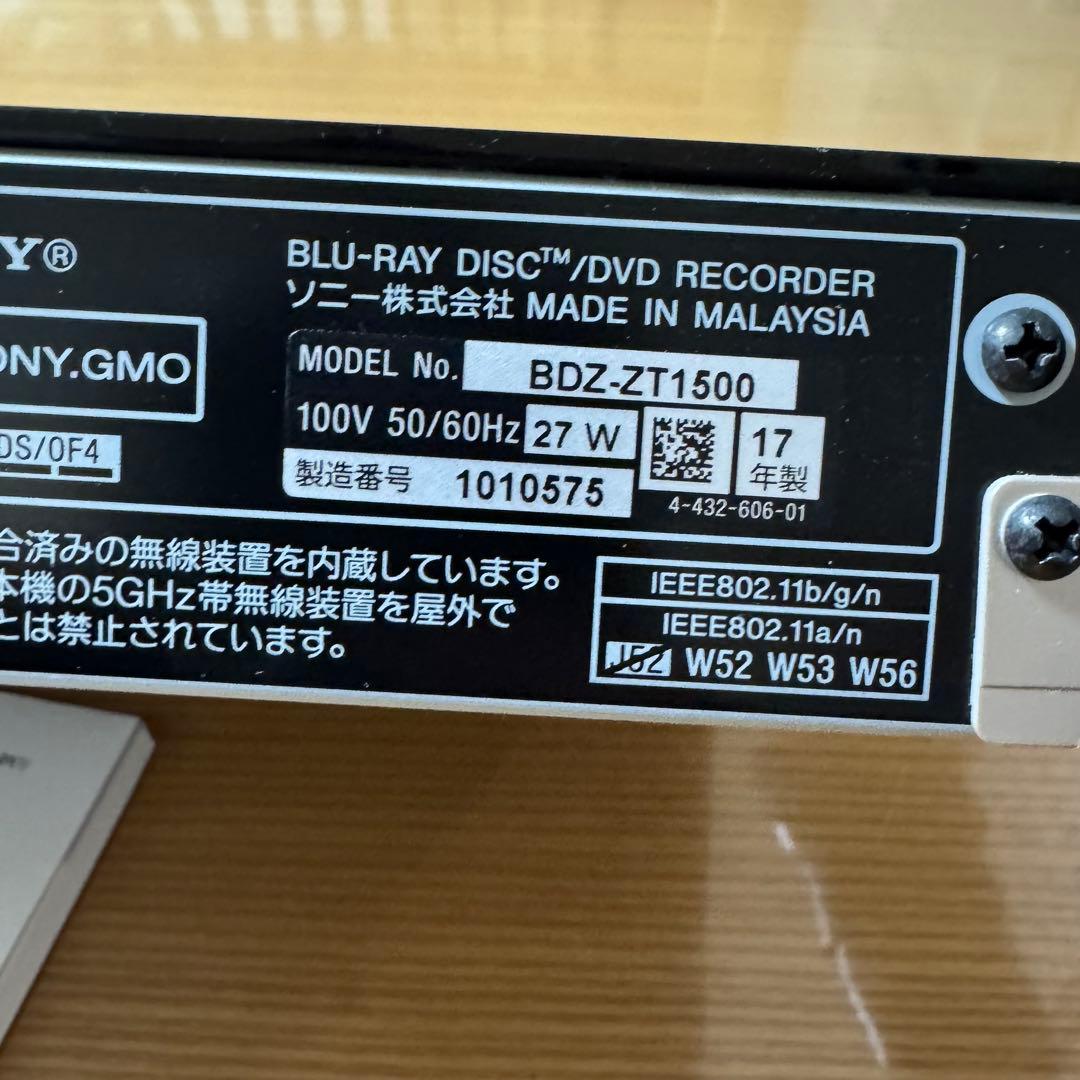 Y®
ONY.GMO
DS/0F4
BLU-RAY DISC™/DVD RECORDER
ソニー株式会社 MADE IN MALAYSIA
MODEL No. BDZ-ZT1500
100V 50/60Hz 27 W
17
年製
製造番号 1010575
4-432-606-01
合済みの無線装置を内蔵しています。
本機の5GHz帯無線装置を屋外で
とは禁止されています。
IEEE802.11b/g/n
IEEE802.11a/n
J52 W52 W53 W56